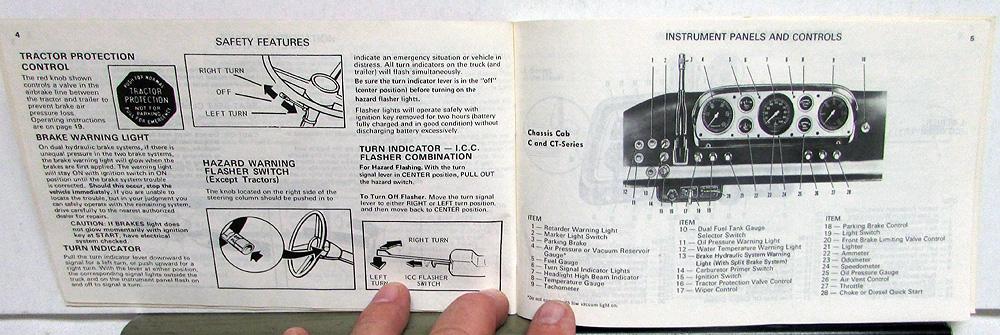 4
SAFETY FEATURES
TRACTOR PROTECTION
CONTROL
The red knob shown
controls a valve in the
airbrake line between
the tractor and trailer to
prevent brake air
pressure loss.
Operating instructions
are on page 19.
TRACTOR
PROTECTION
NOT FOR
PARKING
BRAKE WARNING LIGHT
On dual hydraulic brake systems, if there is
unequal pressure in the two brake systems,
the brake warning light will glow when the
brakes are first applied. The warning light
will stay ON with ignition switch in ON
position until the brake system trouble
is corrected. Should this occur, stop the
vehicle immediately. If you are unable to
locate the trouble, but in your judgment you
can safely operate with the remaining system,
drive carefully to the nearest authorized
dealer for repairs.
CAUTION: If BRAKES light does
not glow momentarily with ignition
key at START, have electrical
system checked.
TURN INDICATOR
Pull the turn indicator lever downward to
signal for a left turn, or push upward for a
right turn. With the lever at either position,
the corresponding signal lights outside the
truck and on the instrument panel flash on
and off to signal a turn.
RIGHT TURN
OFF
LEFT TURN
HAZARD WARNING
FLASHER SWITCH
(Except Tractors)
The knob located on the right side of the
steering column should be pushed in to
indicate an emergency situation or vehicle in
distress. All turn indicators on the truck (and
trailer) will flash simultaneously.
Be sure the turn indicator lever is in the "off"
(center position) before turning on the
hazard flasher lights.
Flasher lights will operate safely with
ignition key removed for two hours (battery
fully charged and in good condition) without
discharging battery excessively.
TURN INDICATOR — I.C.C.
FLASHER COMBINATION
For Hazard Flashing, With the turn
signal lever in CENTER position, PULL OUT
the hazard switch.
To Turn Off Flasher, Move the turn signal
lever to either RIGHT or LEFT turn position,
and then move back to CENTER position.
RIGHT TURN
LEFT
TURN
ICC FLASHER
SWITCH
5
INSTRUMENT PANELS AND CONTROLS
Chassis Cab
C and CT-Series
ITEM
1 — Retarder Warning Light
2 — Marker Light Switch
3 — Parking Brake
4 — Air Pressure or Vacuum Reservoir
Gauge*
5 — Fuel Gauge
6 — Turn Signal Indicator Lights
7 — Headlight High Beam Indicator
8 — Temperature Gauge
9 — Tachometer
*Do not with low vacuum light on.
ITEM
10 — Dual Fuel Tank Gauge
Selector Switch
11 — Oil Pressure Warning Light
12 — Water Temperature Warning Light
13 — Brake Hydraulic System Warning
Light (With Split Brake System)
14 — Carburetor Primer Switch
15 — Ignition Switch
16 — Tractor Protection Valve Control
17 — Wiper Control
ITEM
18 — Parking Brake Control
19 — Light Switch
20 — Front Brake Limiting Valve Control
21 — Lighter
22 — Ammeter
23 — Odometer
24 — Speedometer
25 — Oil Pressure Gauge
26 — Air Vent Control
27 — Throttle
28 — Choke or Diesel Quick Start